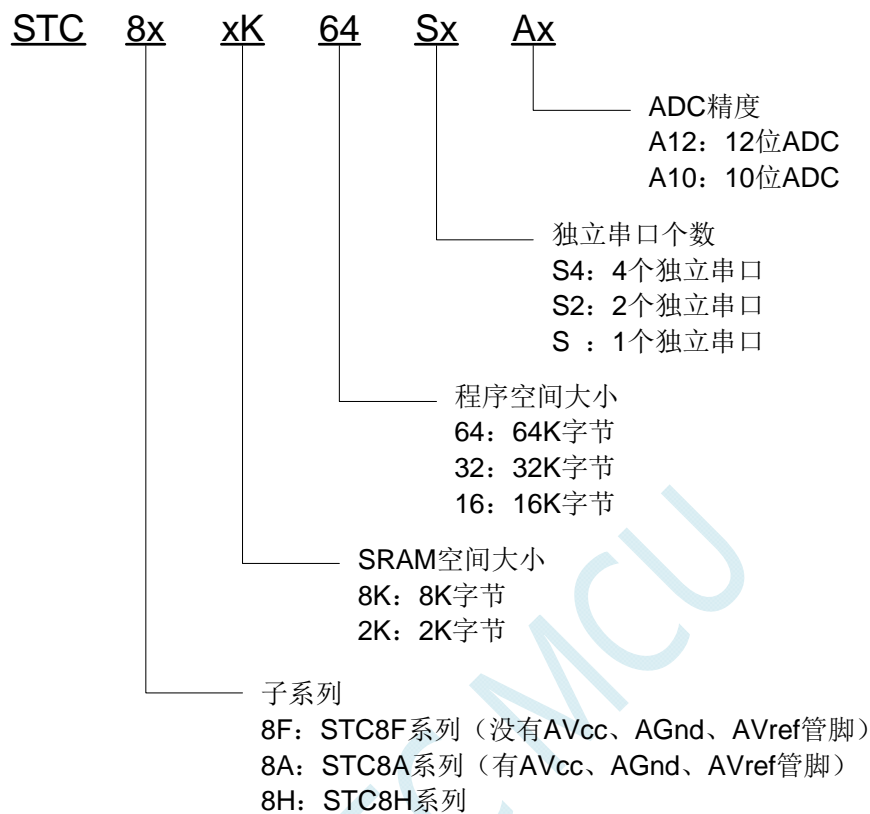 STC 8x xK 64 Sx Ax
ADC精度
A12：12位ADC
A10：10位ADC
独立串口个数
S4：4个独立串口
S2：2个独立串口
S ：1个独立串口
程序空间大小
64：64K字节
32：32K字节
16：16K字节
SRAM空间大小
8K：8K字节
2K：2K字节
子系列
8F：STC8F系列（没有AVcc、AGnd、AVref管脚）
8A：STC8A系列（有AVcc、AGnd、AVref管脚）
8H：STC8H系列
MCU